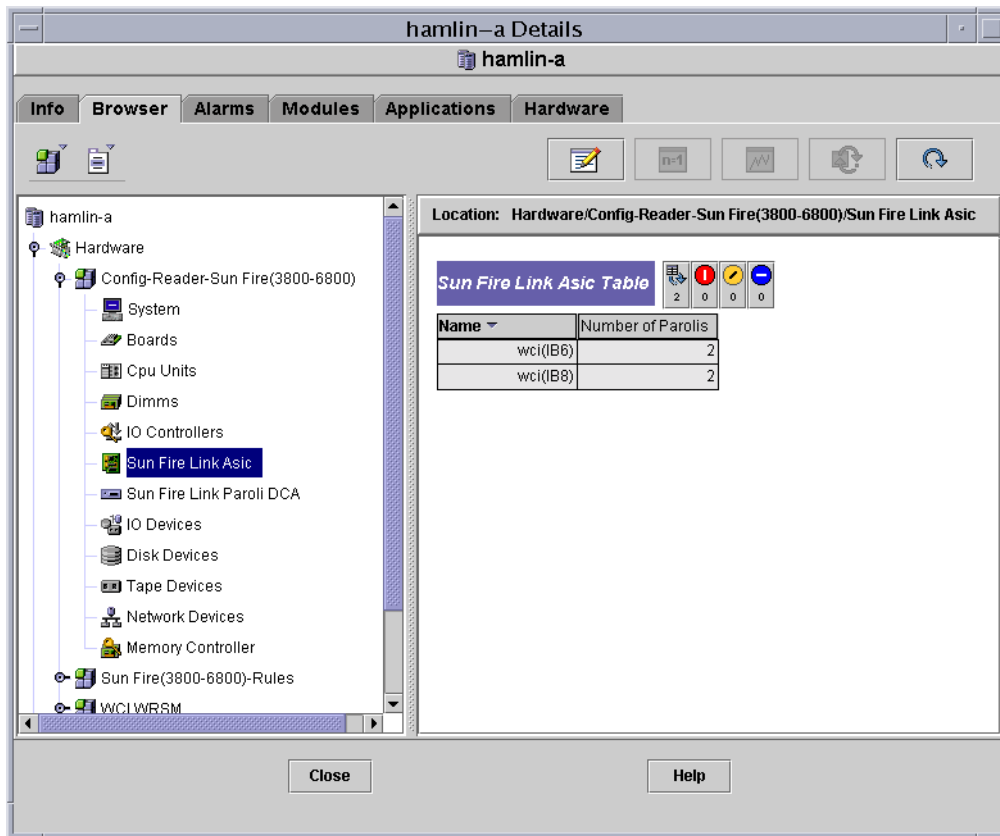 hamlin–a Details
hamlin-a
Info Browser Alarms Modules Applications Hardware
n=1
hamlin-a
Hardware
Config-Reader-Sun Fire(3800-6800)
System
Boards
Cpu Units
Dimms
IO Controllers
Sun Fire Link Asic
Sun Fire Link Paroli DCA
IO Devices
Disk Devices
Tape Devices
Network Devices
Memory Controller
Sun Fire(3800-6800)-Rules
WCI WRSM
Location: Hardware/Config-Reader-Sun Fire(3800-6800)/Sun Fire Link Asic
Sun Fire Link Asic Table
2 0 0 0
Name Number of Parolis
wci(IB6) 2
wci(IB8) 2
Close Help